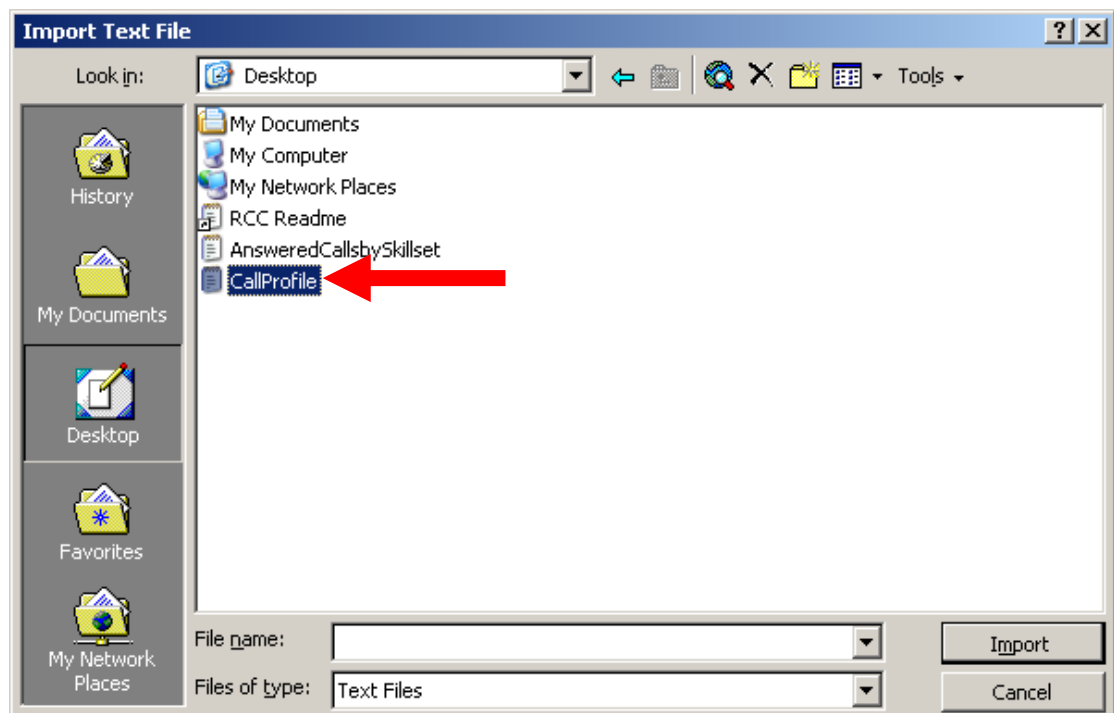 Import Text File
Look in:
Desktop
Tools
My Documents
My Computer
My Network Places
RCC Readme
AnsweredCallsbySkillset
CallProfile
History
My Documents
Desktop
Favorites
My Network
Places
File name:
Import
Files of type:
Text Files
Cancel